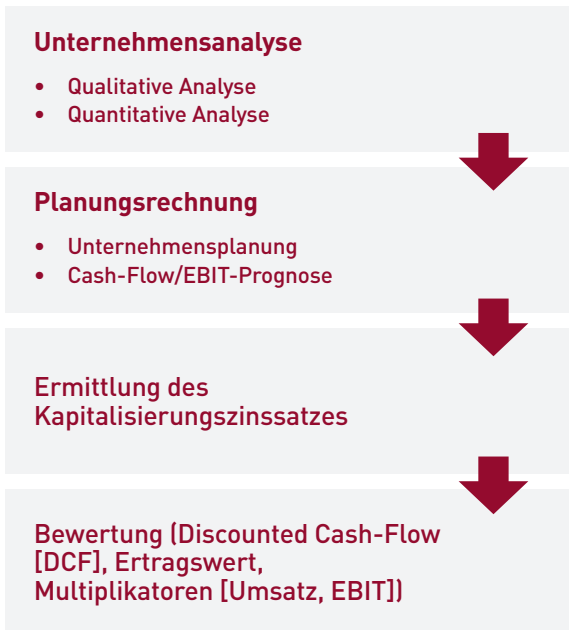 Unternehmensanalyse
• Qualitative Analyse
• Quantitative Analyse
Planungsrechnung
• Unternehmensplanung
• Cash-Flow/EBIT-Prognose
Ermittlung des
Kapitalisierungszinssatzes
Bewertung (Discounted Cash-Flow
[DCF], Ertragswert,
Multiplikatoren [Umsatz, EBIT])